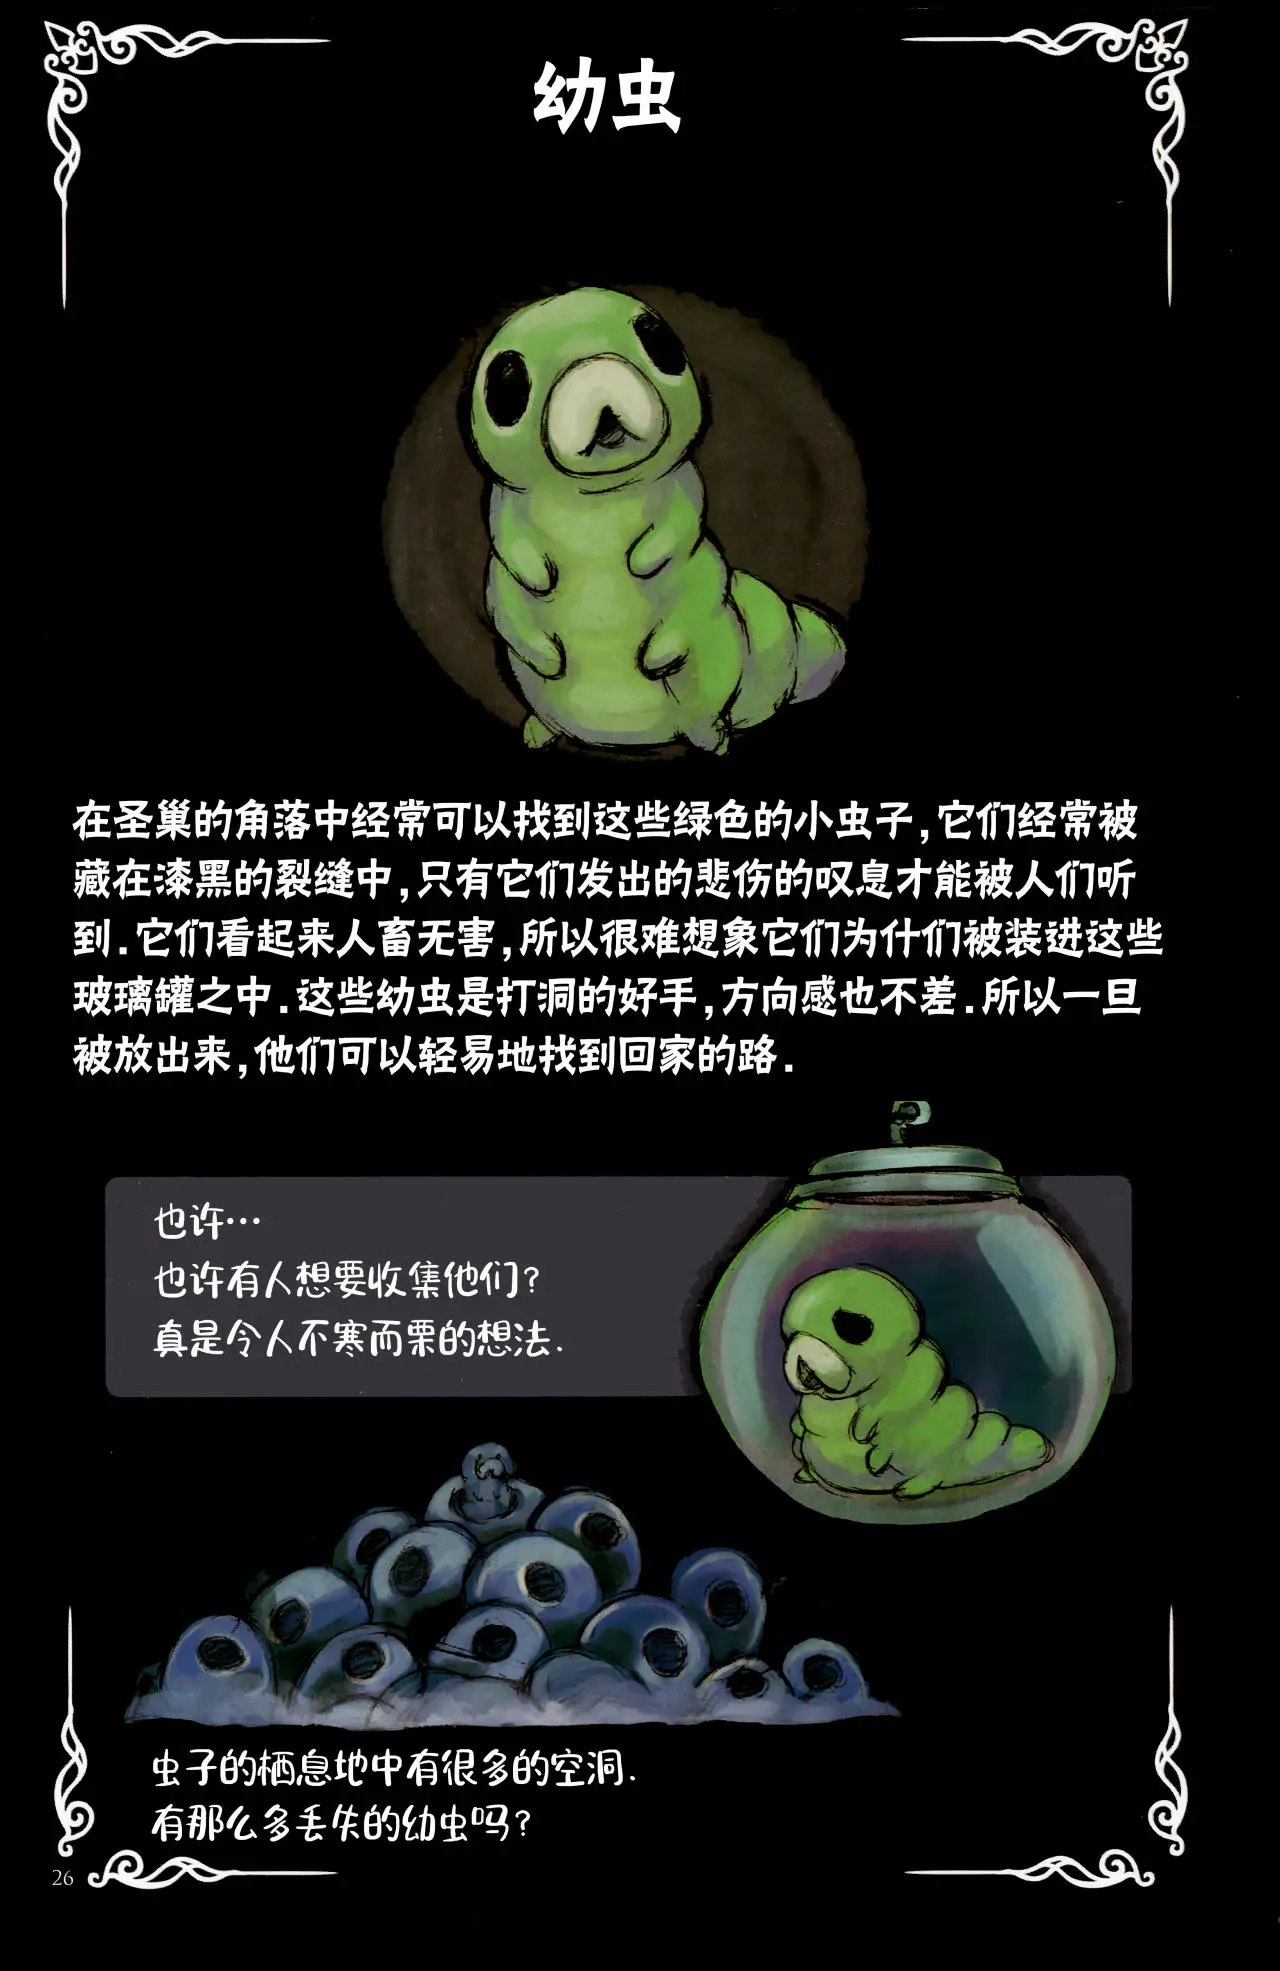 幼虫
在圣巢的角落中经常可以找到这些绿色的小虫子,它们经常被
藏在漆黑的裂缝中,只有它们发出的悲伤的叹息才能被人们听
到.它们看起来人畜无害,所以很难想象它们为什们被装进这些
玻璃罐之中.这些幼虫是打洞的好手,方向感也不差.所以一旦
被放出来,他们可以轻易地找到回家的路.
也许…
也许有人想要收集他们?
真是令人不寒而栗的想法.
虫子的栖息地中有很多的空洞.
有那么多丢失的幼虫吗?
26